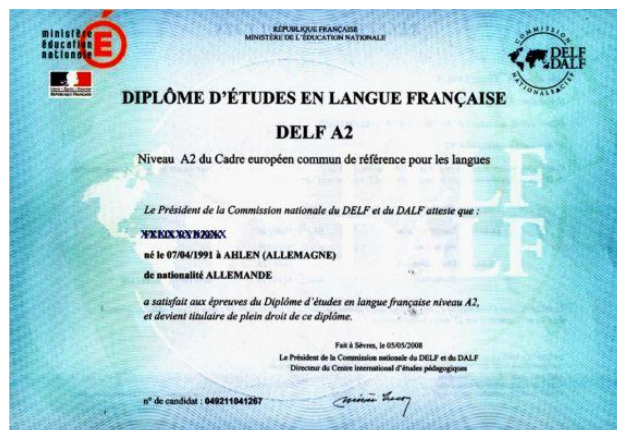 ministère
éducation
nationale
RÉPUBLIQUE FRANÇAISE
MINISTÈRE DE L'ÉDUCATION NATIONALE
COMMISSION
NATIONALE
DELF
DALF
DIPLÔME D'ÉTUDES EN LANGUE FRANÇAISE
DELF A2
Niveau A2 du Cadre européen commun de référence pour les langues
Le Président de la Commission nationale du DELF et du DALF atteste que :
né le 07/04/1991 à AHLEN (ALLEMAGNE)
de nationalité ALLEMANDE
a satisfait aux épreuves du Diplôme d'études en langue française niveau A2,
et devient titulaire de plein droit de ce diplôme.
Fait à Sèvres, le 05/05/2008
Le Président de la Commission nationale du DELF et du DALF
Directeur du Centre international d'études pédagogiques
n° de candidat : 049211041267